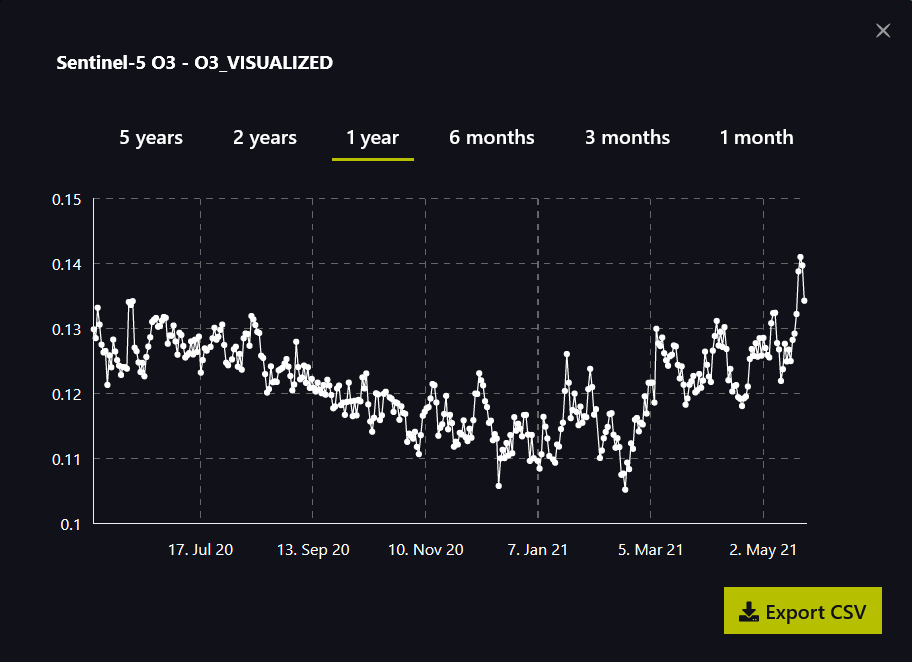 Sentinel-5 O3 - O3_VISUALIZED
5 years 2 years 1 year 6 months 3 months 1 month
0.15
0.14
0.13
0.12
0.11
0.1
17. Jul 20 13. Sep 20 10. Nov 20 7. Jan 21 5. Mar 21 2. May 21
Export CSV